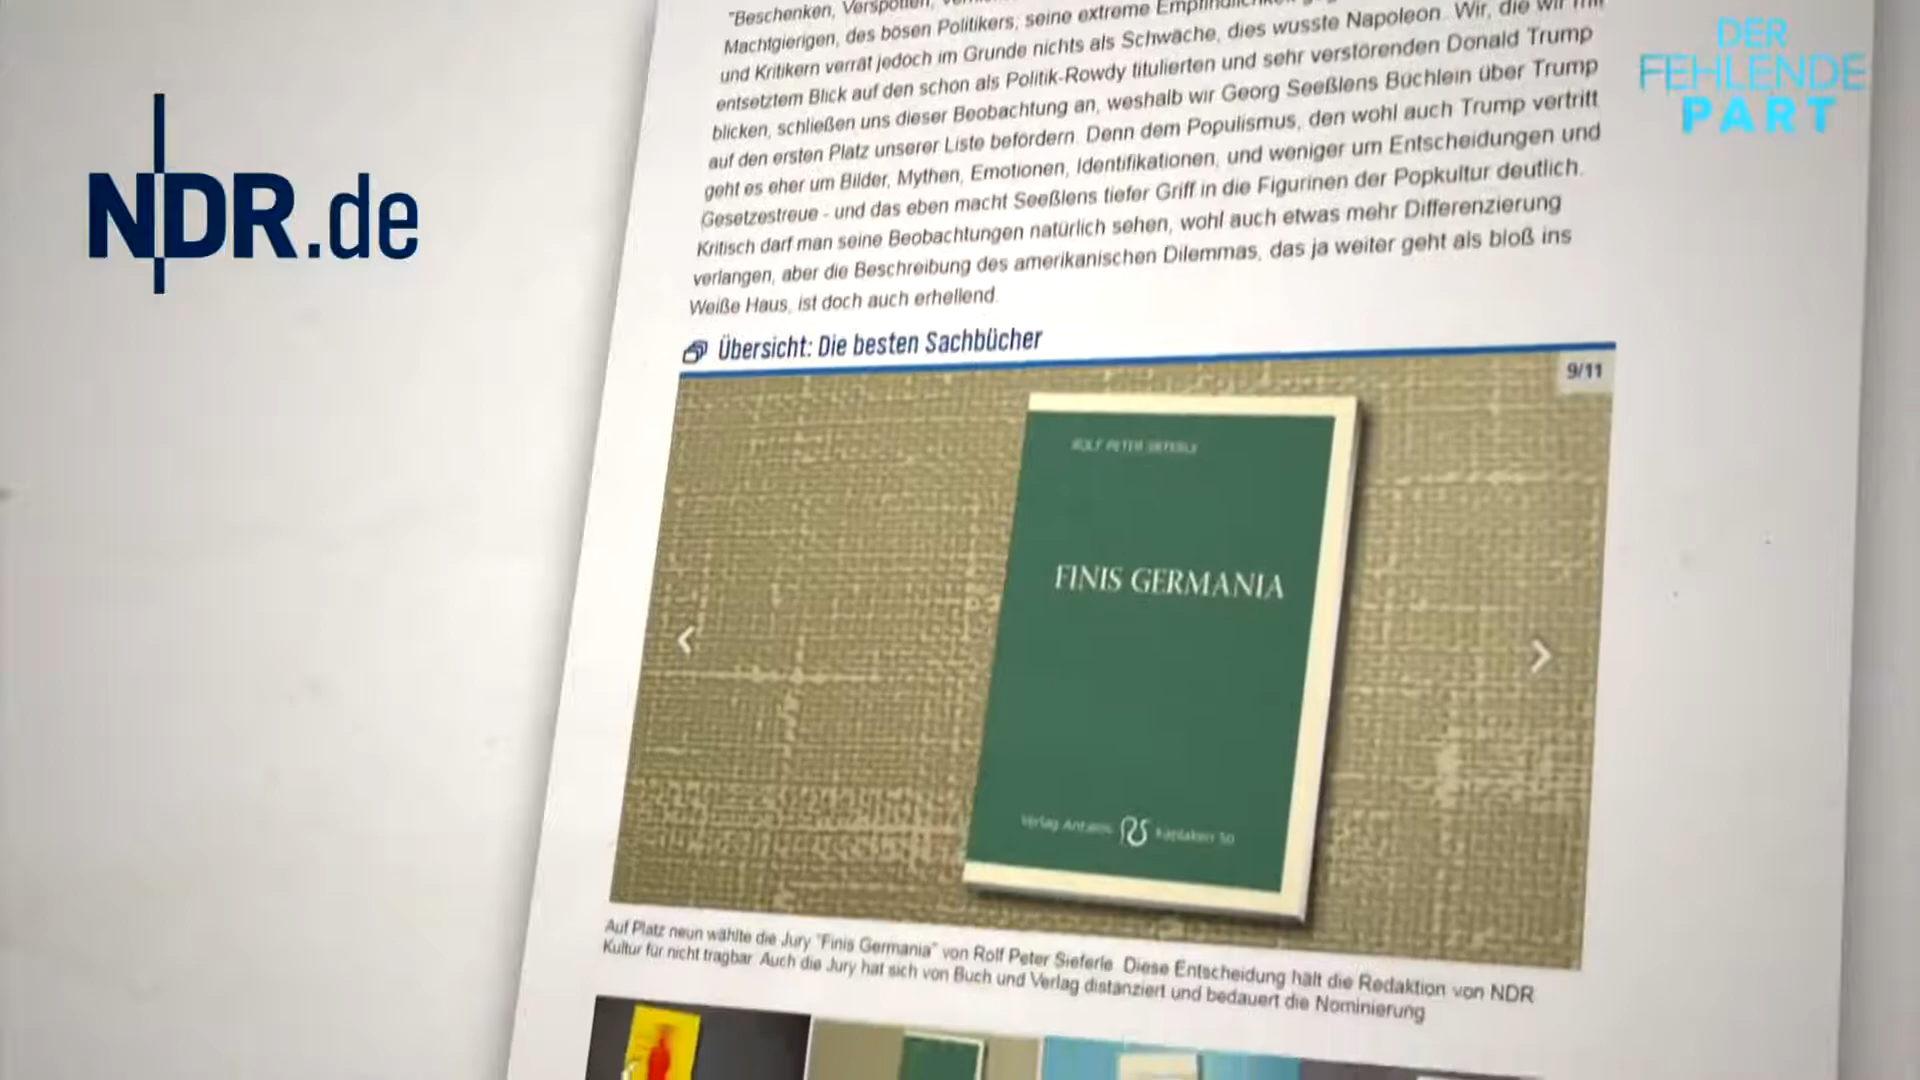 "Beschenken, Verspotten,
Machtgierigen, des bösen Politikers; seine extreme Empfindlichkeit
und Kritikern verrät jedoch im Grunde nichts als Schwäche, dies wusste Napoleon. Wir, die wir mit
entsetztem Blick auf den schon als Politik-Rowdy titulierten und sehr verstörenden Donald Trump
blicken, schließen uns dieser Beobachtung an, weshalb wir Georg Seeßlens Büchlein über Trump
auf den ersten Platz unserer Liste befördern. Denn dem Populismus, den wohl auch Trump vertritt
geht es eher um Bilder, Mythen, Emotionen, Identifikationen, und weniger um Entscheidungen und
Gesetzestreue - und das eben macht Seeßlens tiefer Griff in die Figurinen der Popkultur deutlich.
Kritisch darf man seine Beobachtungen natürlich sehen, wohl auch etwas mehr Differenzierung
verlangen, aber die Beschreibung des amerikanischen Dilemmas, das ja weiter geht als bloß ins
Weiße Haus, ist doch auch erhellend.
DER
FEHLENDE
PART
NDR.de
Übersicht: Die besten Sachbücher
9/11
ROLF PETER SIEFERLE
FINIS GERMANIA
Verlag Antaios kaplaken 50
Auf Platz neun wählte die Jury "Finis Germania" von Rolf Peter Sieferle. Diese Entscheidung hält die Redaktion von NDR
Kultur für nicht tragbar. Auch die Jury hat sich von Buch und Verlag distanziert und bedauert die Nominierung